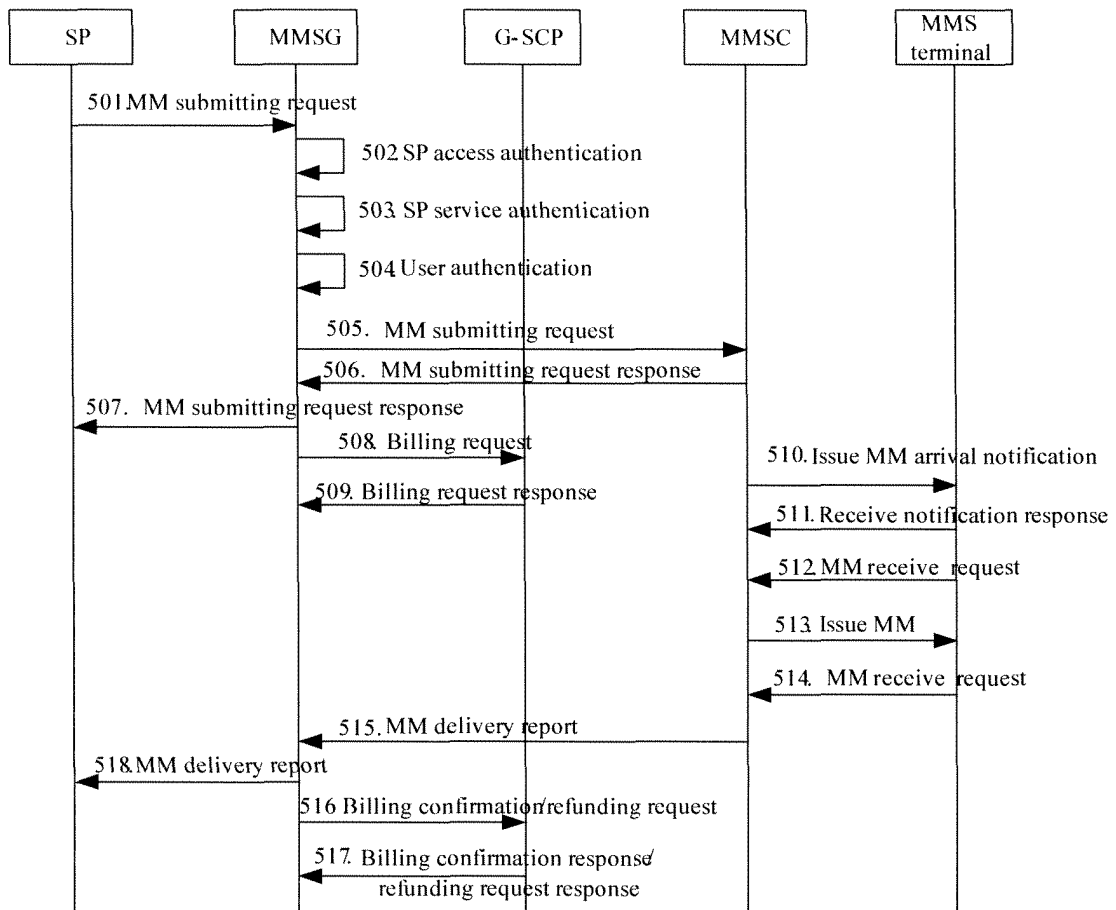 SP
MMSG
G-SCP
MMSC
MMS
terminal
501.MM submitting request
502. SP access authentication
503. SP service authentication
504. User authentication
505. MM submitting request
506. MM submitting request response
507. MM submitting request response
508. Billing request
510. Issue MM arrival notification
509. Billing request response
511. Receive notification response
512. MM receive request
513. Issue MM
514. MM receive request
515. MM delivery report
518.MM delivery report
516 Billing confirmation/refunding request
517. Billing confirmation response/
refunding request response